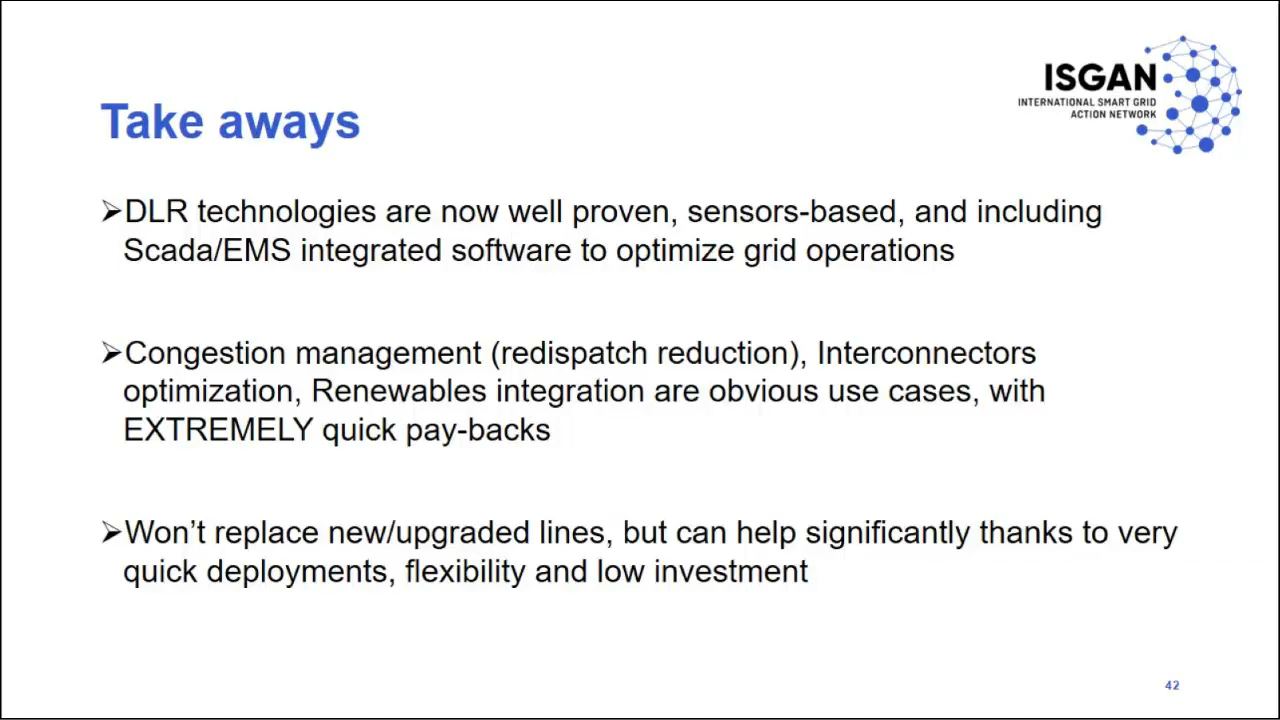 ISGAN
INTERNATIONAL SMART GRID
ACTION NETWORK
Take aways
➢DLR technologies are now well proven, sensors-based, and including
Scada/EMS integrated software to optimize grid operations
➢Congestion management (redispatch reduction), Interconnectors
optimization, Renewables integration are obvious use cases, with
EXTREMELY quick pay-backs
➢Won’t replace new/upgraded lines, but can help significantly thanks to very
quick deployments, flexibility and low investment
42